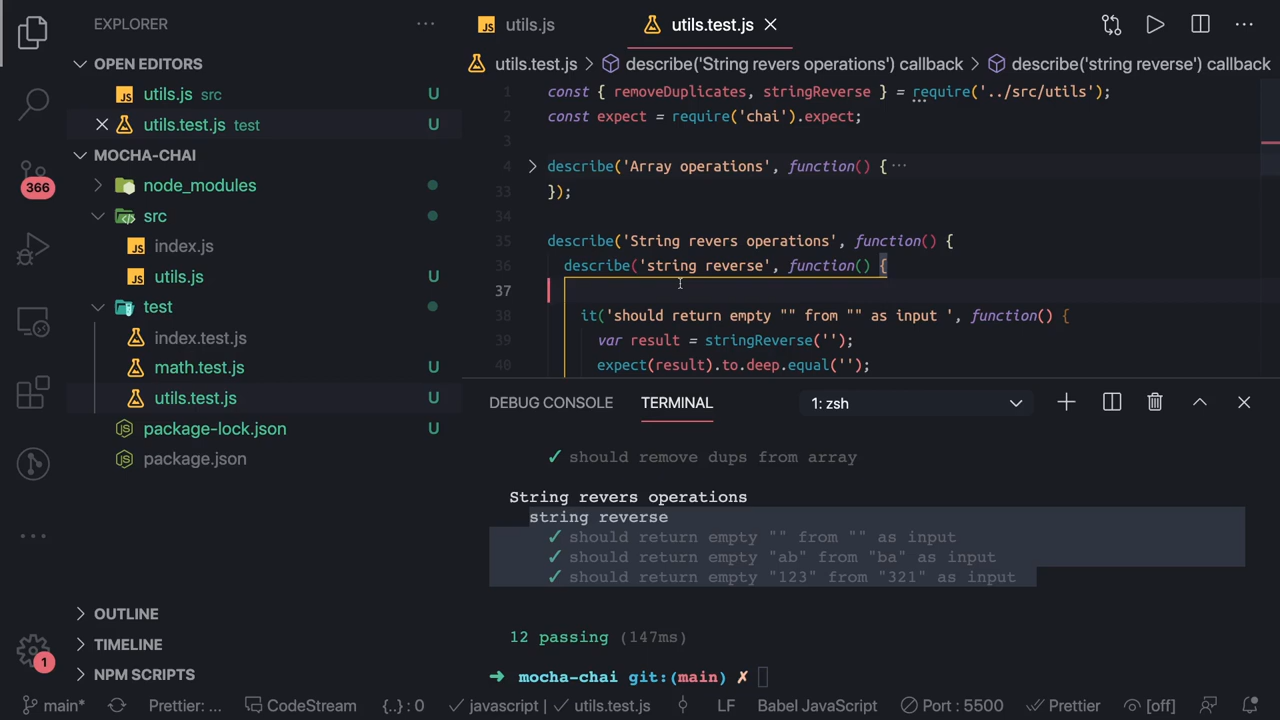 EXPLORER
OPEN EDITORS
JS utils.js src U
utils.test.js test U
MOCHA-CHAI
node_modules
src
JS index.js
JS utils.js U
test
index.test.js
math.test.js U
utils.test.js U
package-lock.json U
package.json
OUTLINE
TIMELINE
NPM SCRIPTS
366
1
JS utils.js
utils.test.js
utils.test.js > describe('String revers operations') callback > describe('string reverse') callback
1 const { removeDuplicates, stringReverse } = require('../src/utils');
2 const expect = require('chai').expect;
3
4 describe('Array operations', function() { ···
33 });
34
35 describe('String revers operations', function() {
36 describe('string reverse', function() {
37
38 it('should return empty "" from "" as input ', function() {
39 var result = stringReverse('');
40 expect(result).to.deep.equal('');
DEBUG CONSOLE TERMINAL 1: zsh
✓ should remove dups from array
String revers operations
string reverse
✓ should return empty "" from "" as input
✓ should return empty "ab" from "ba" as input
✓ should return empty "123" from "321" as input
12 passing (147ms)
➜ mocha-chai git:(main) ✗
main* Prettier: ... CodeStream {..} : 0 ✓ javascript | ✓ utils.test.js LF Babel JavaScript Port : 5500 Prettier [off]